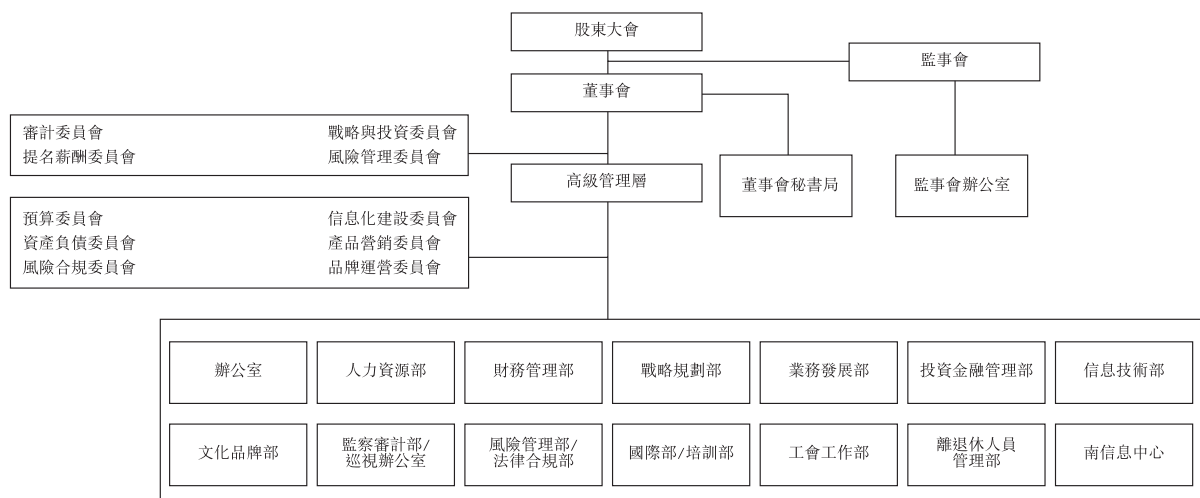 股東大會
監事會
董事會
審計委員會 戰略與投資委員會
提名薪酬委員會 風險管理委員會
高級管理層
董事會秘書局
監事會辦公室
預算委員會 信息化建設委員會
資產負債委員會 產品營銷委員會
風險合規委員會 品牌運營委員會
辦公室
人力資源部
財務管理部
戰略規劃部
業務發展部
投資金融管理部
信息技術部
文化品牌部
監察審計部/
巡視辦公室
風險管理部/
法律合規部
國際部/培訓部
工會工作部
離退休人員
管理部
南信息中心